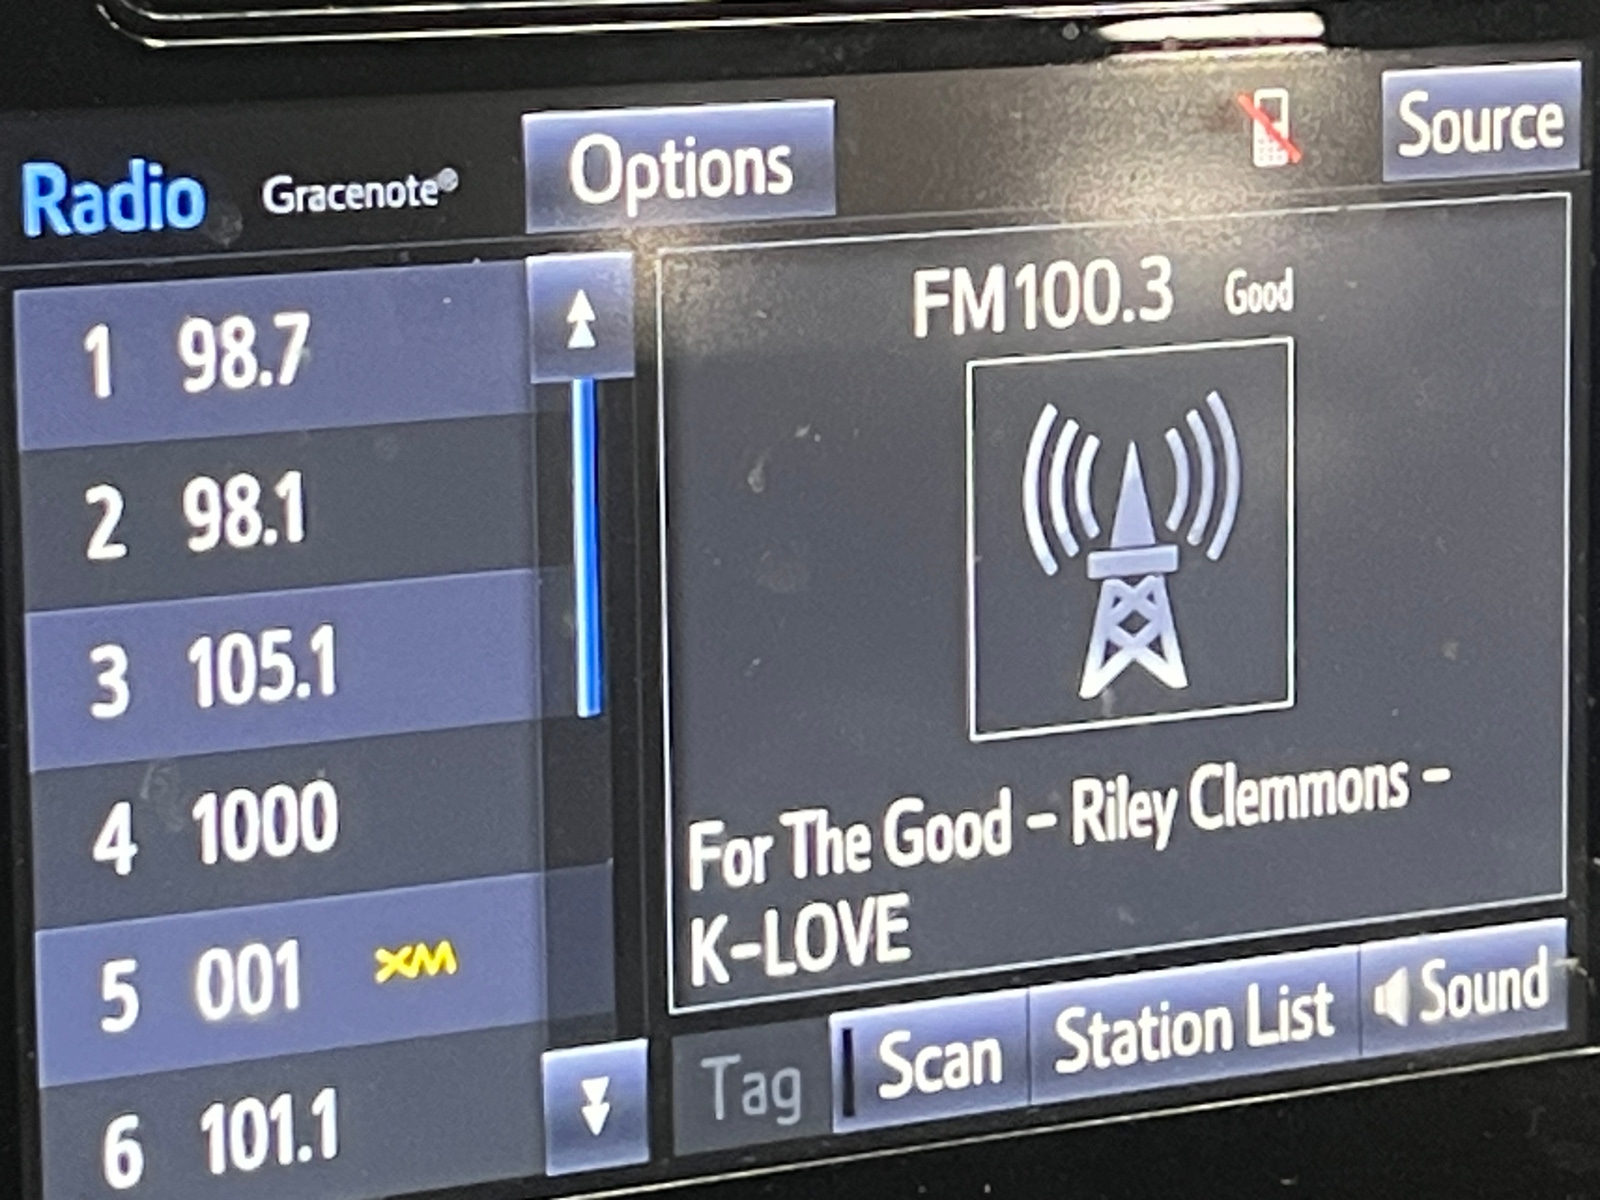 Radio Gracenote® Options Source
1 98.7
2 98.1
3 105.1
4 1000
5 001 XM
6 101.1
FM100.3 Good
For The Good – Riley Clemmons –
K-LOVE
Tag Scan Station List Sound